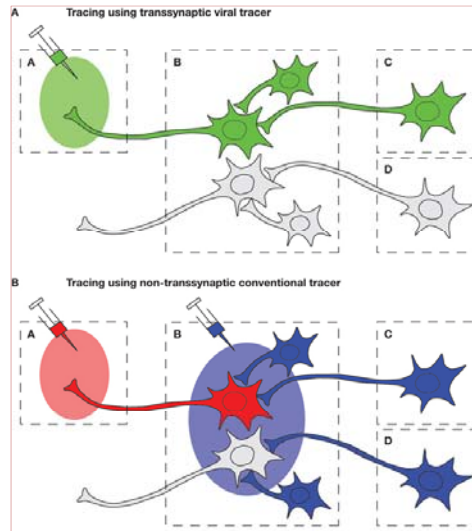 A Tracing using transsynaptic viral tracer
A
B
C
D
B Tracing using non-transsynaptic conventional tracer
A
B
C
D